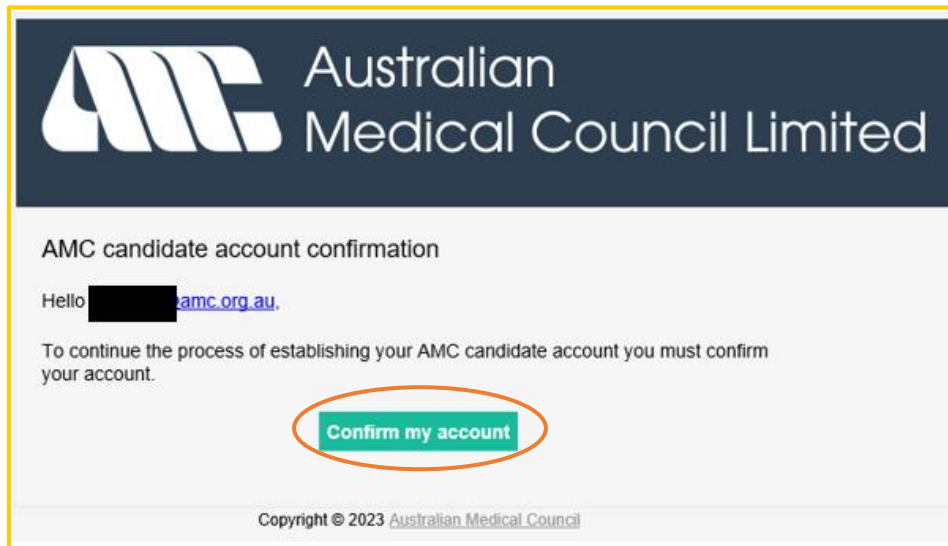 AMC Australian
Medical Council Limited
AMC candidate account confirmation
Hello @amc.org.au,
To continue the process of establishing your AMC candidate account you must confirm
your account.
Confirm my account
Copyright © 2023 Australian Medical Council